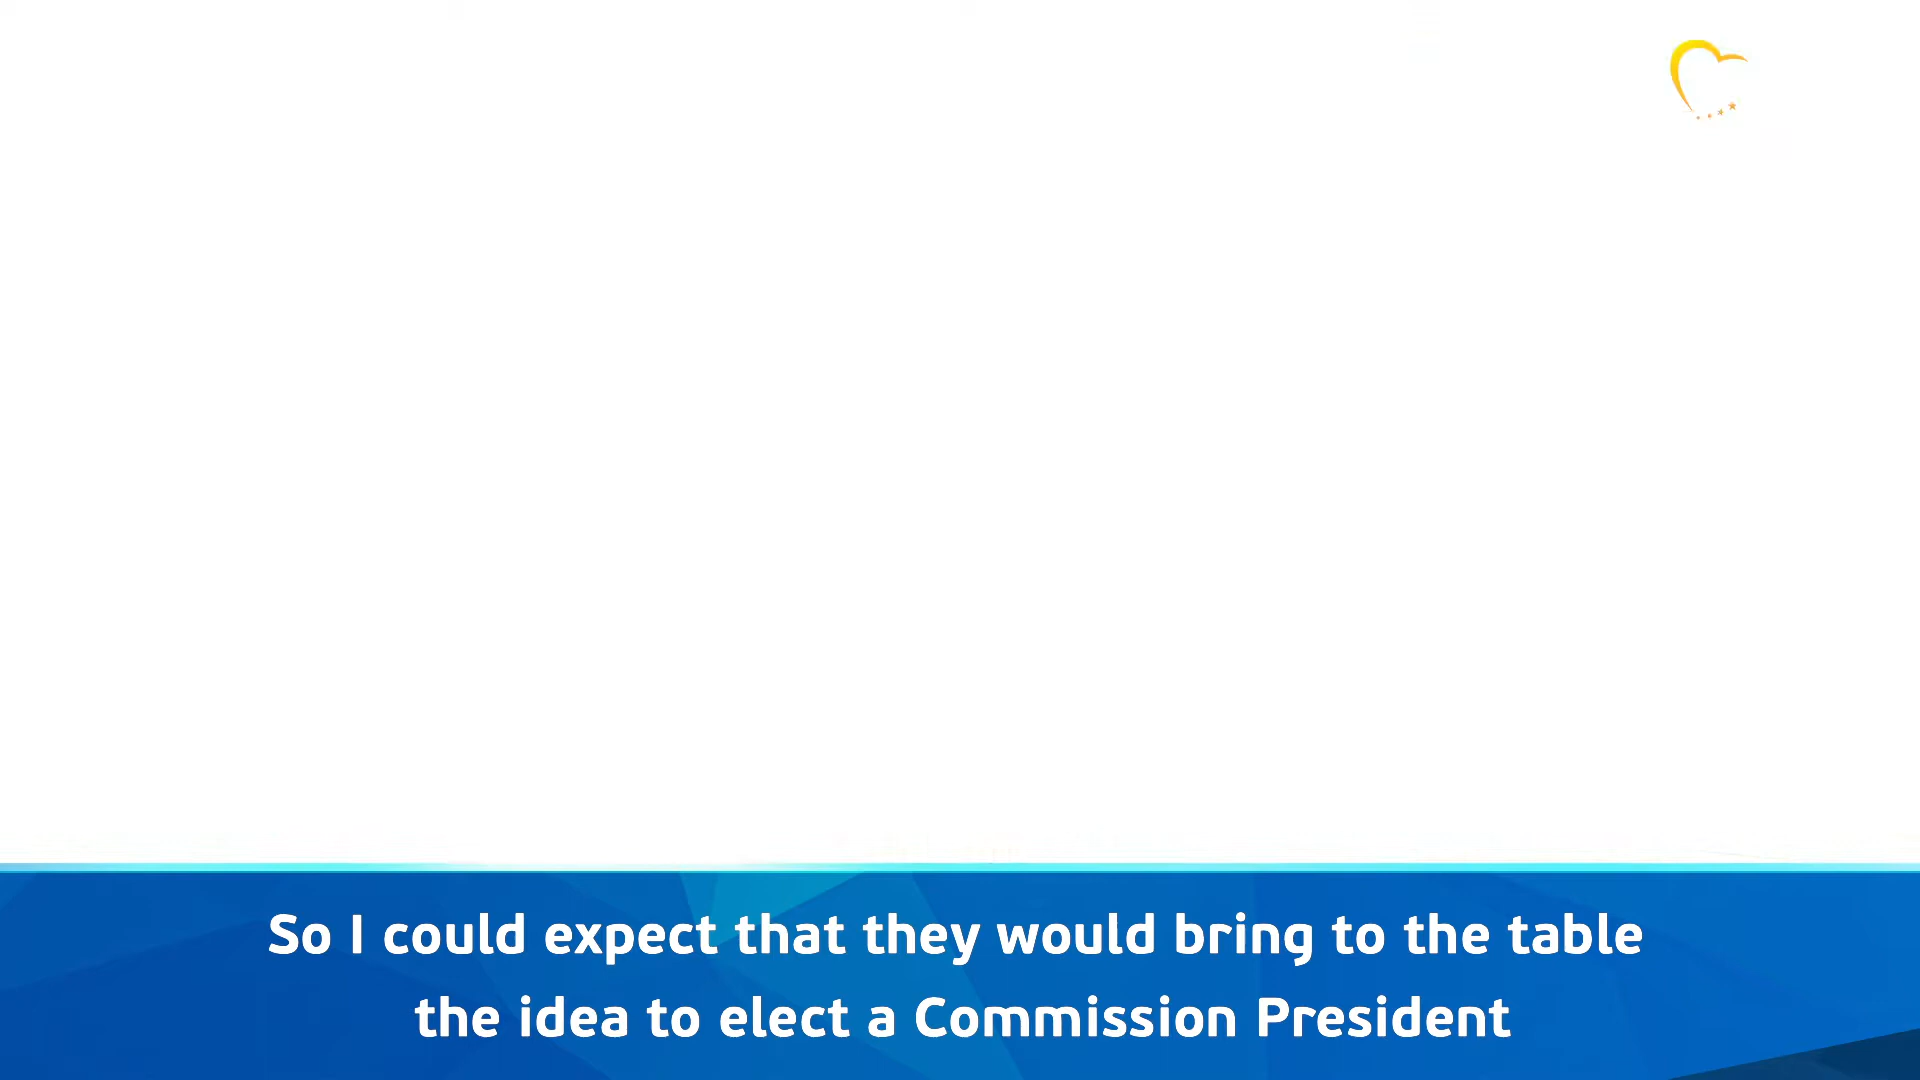 So I could expect that they would bring to the table
the idea to elect a Commission President